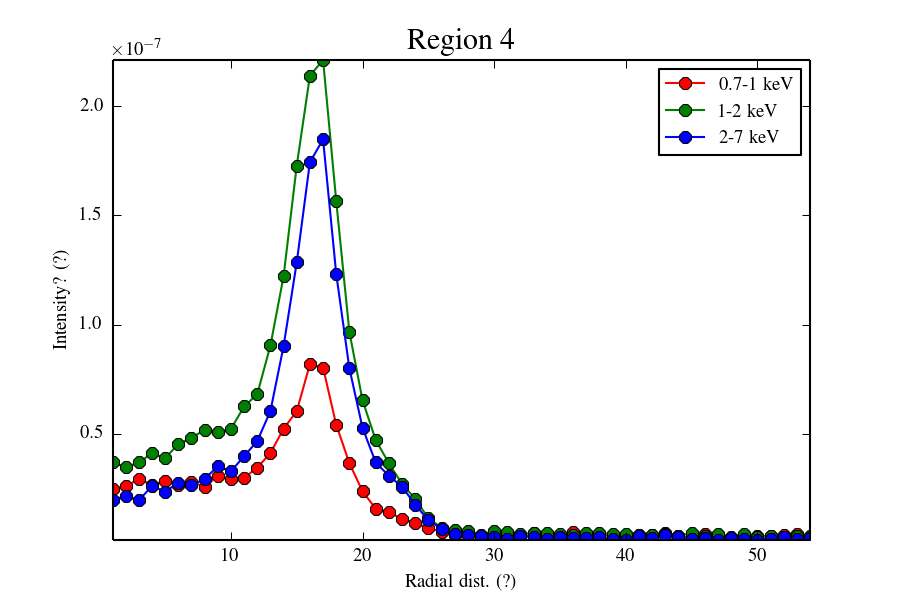 Region 4
×10⁻⁷
0.7-1 keV
1-2 keV
2-7 keV
2.0
1.5
1.0
0.5
Intensity? (?)
10 20 30 40 50
Radial dist. (?)